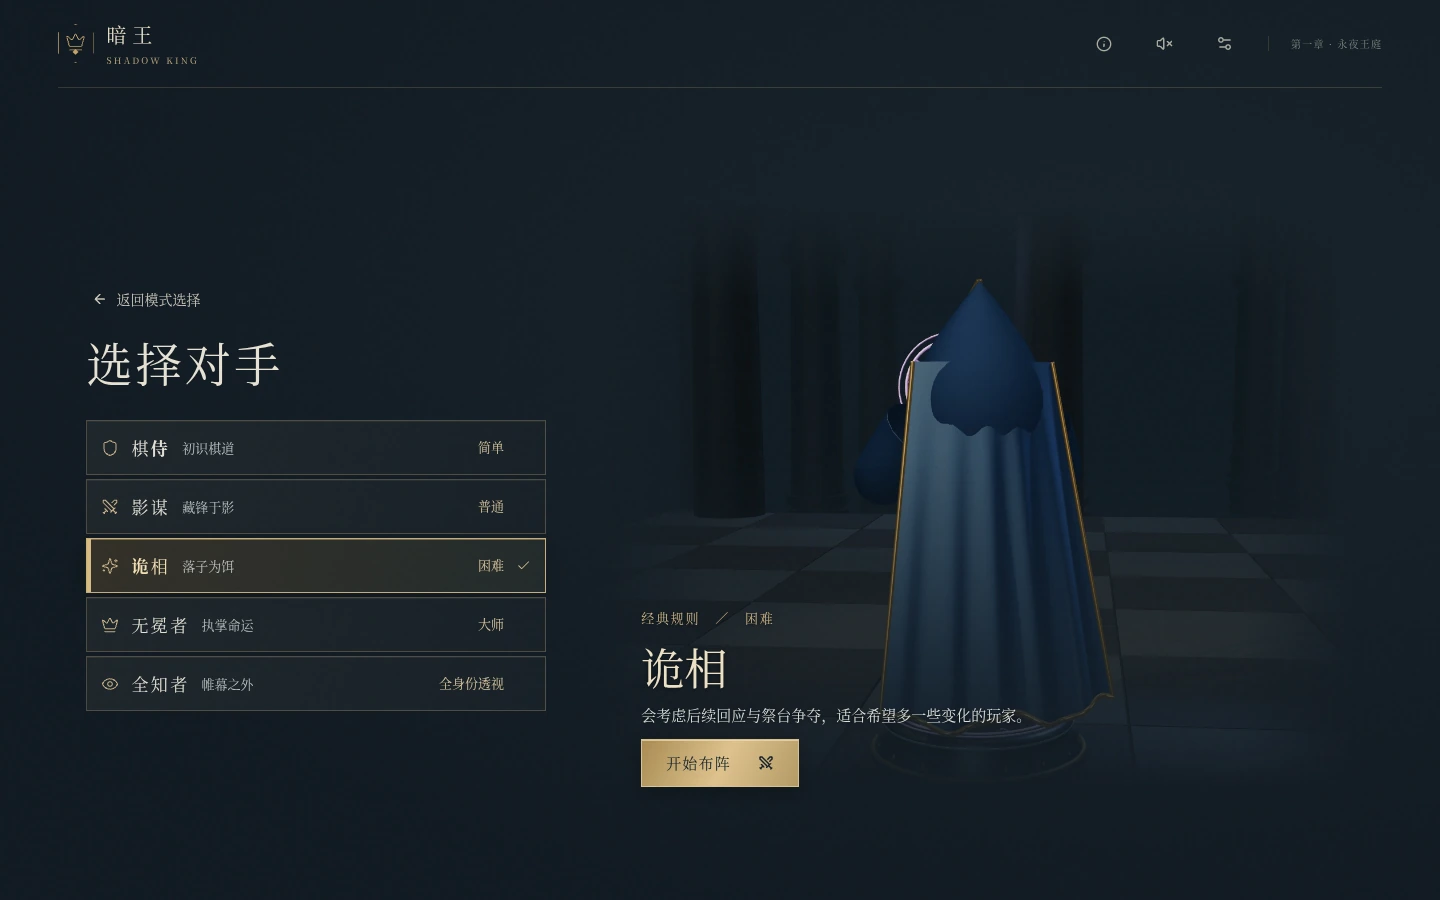 暗王
SHADOW KING
第一章 · 永夜王庭
返回模式选择
选择对手
棋侍 初识棋道 简单
影谋 藏锋于影 普通
诡相 落子为饵 困难
无冕者 执掌命运 大师
全知者 帷幕之外 全身份透视
经典规则 / 困难
诡相
会考虑后续回应与祭台争夺，适合希望多一些变化的玩家。
开始布阵